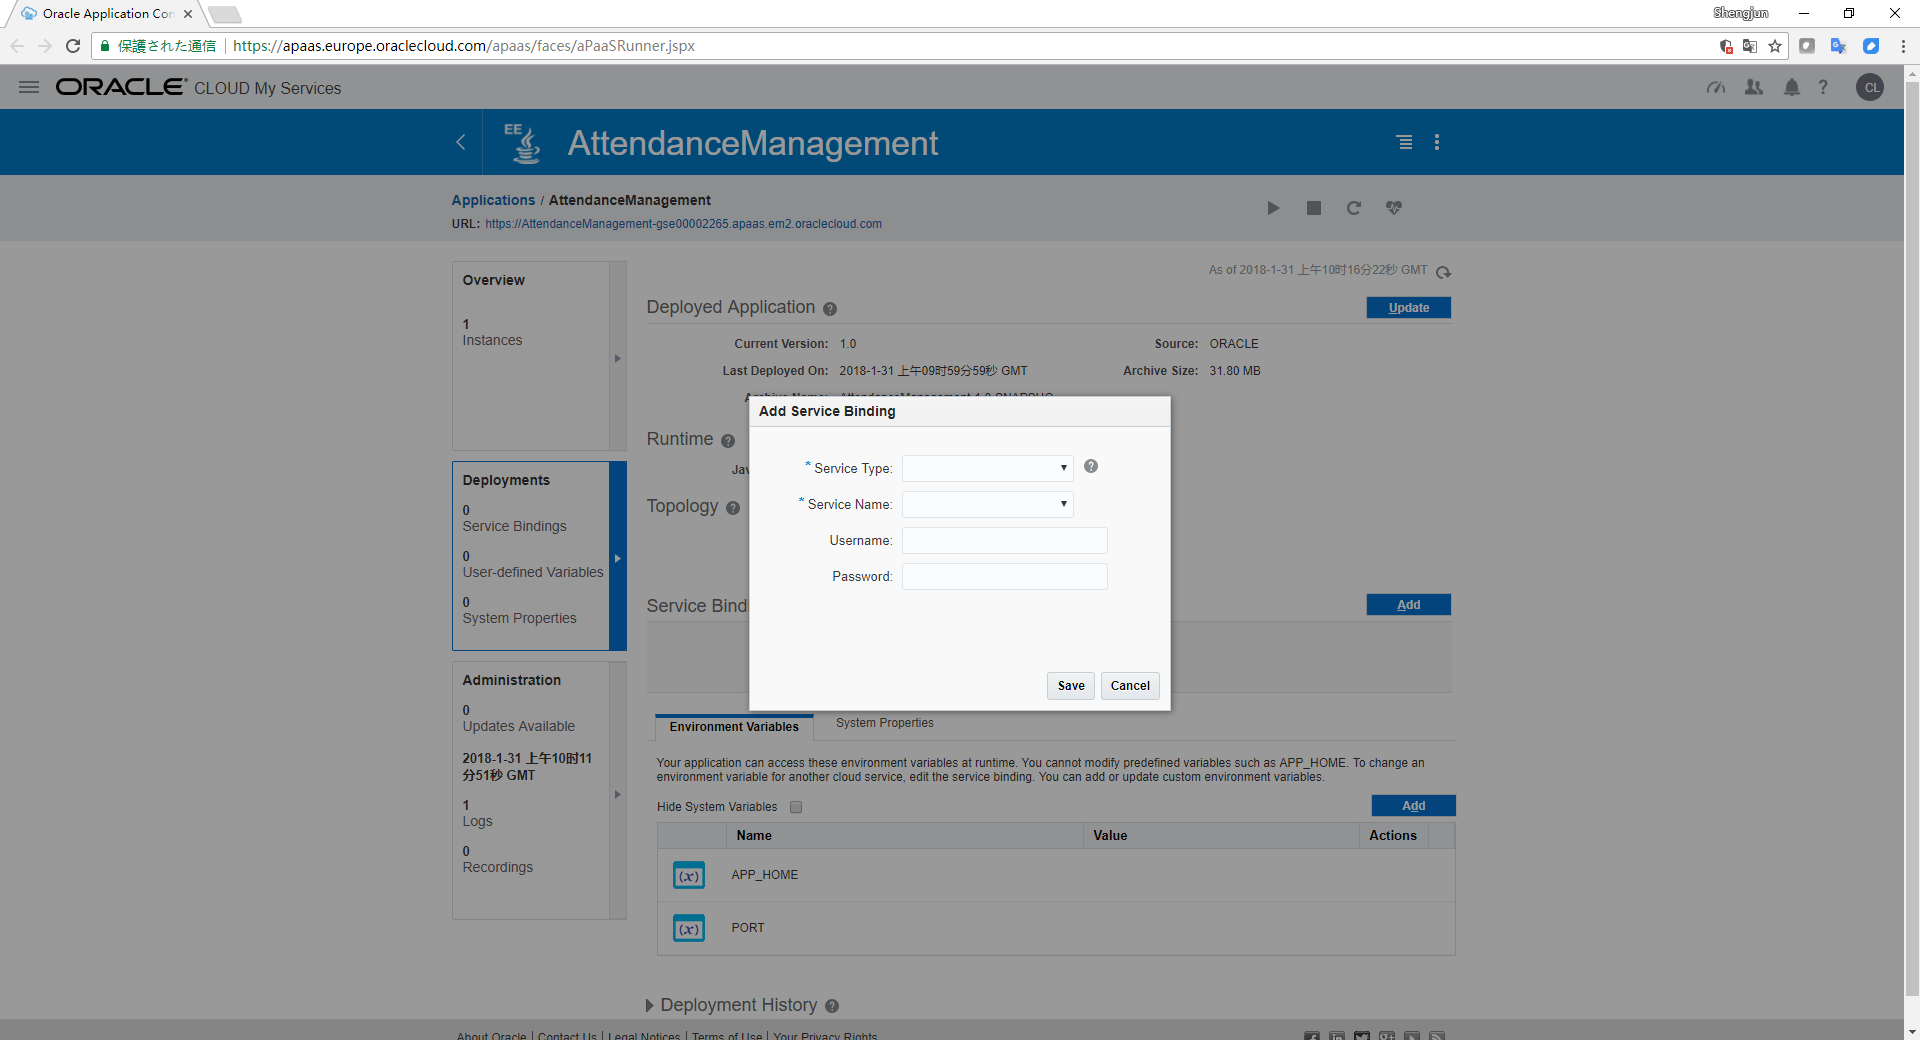 Oracle Application Con
Shengjun
保護された通信
https://apaas.europe.oraclecloud.com/apaas/faces/aPaaSRunner.jspx
ORACLE CLOUD My Services
CL
EE
AttendanceManagement
Applications / AttendanceManagement
URL: https://AttendanceManagement-gse00002265.apaas.em2.oraclecloud.com
As of 2018-1-31 上午10时16分22秒 GMT
Overview
1
Instances
Deployed Application
Update
Current Version: 1.0
Source: ORACLE
Last Deployed On: 2018-1-31 上午09时59分59秒 GMT
Archive Size: 31.80 MB
Archive Name: AttendanceManagement-1.0-SNAPSHO
Runtime
Jav
Topology
Deployments
0
Service Bindings
0
User-defined Variables
0
System Properties
Add Service Binding
* Service Type:
* Service Name:
Username:
Password:
Save
Cancel
Service Bind
Add
Administration
0
Updates Available
2018-1-31 上午10时11
分51秒 GMT
1
Logs
0
Recordings
Environment Variables
System Properties
Your application can access these environment variables at runtime. You cannot modify predefined variables such as APP_HOME. To change an
environment variable for another cloud service, edit the service binding. You can add or update custom environment variables.
Hide System Variables
Add
Name
Value
Actions
(x)
APP_HOME
(x)
PORT
Deployment History
About Oracle | Contact Us | Legal Notices | Terms of Use | Your Privacy Rights